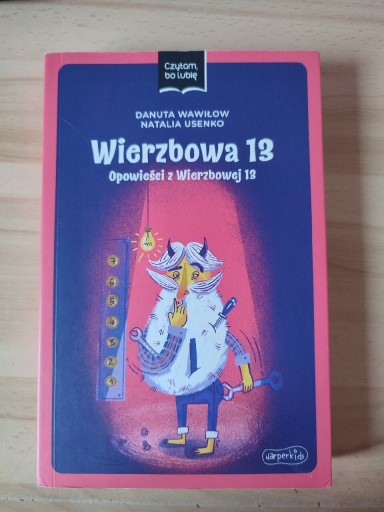 Czytam,
bo lubię
DANUTA WAWIŁOW
NATALIA USENKO
Wierzbowa 13
Opowieści z Wierzbowej 13
harperkids